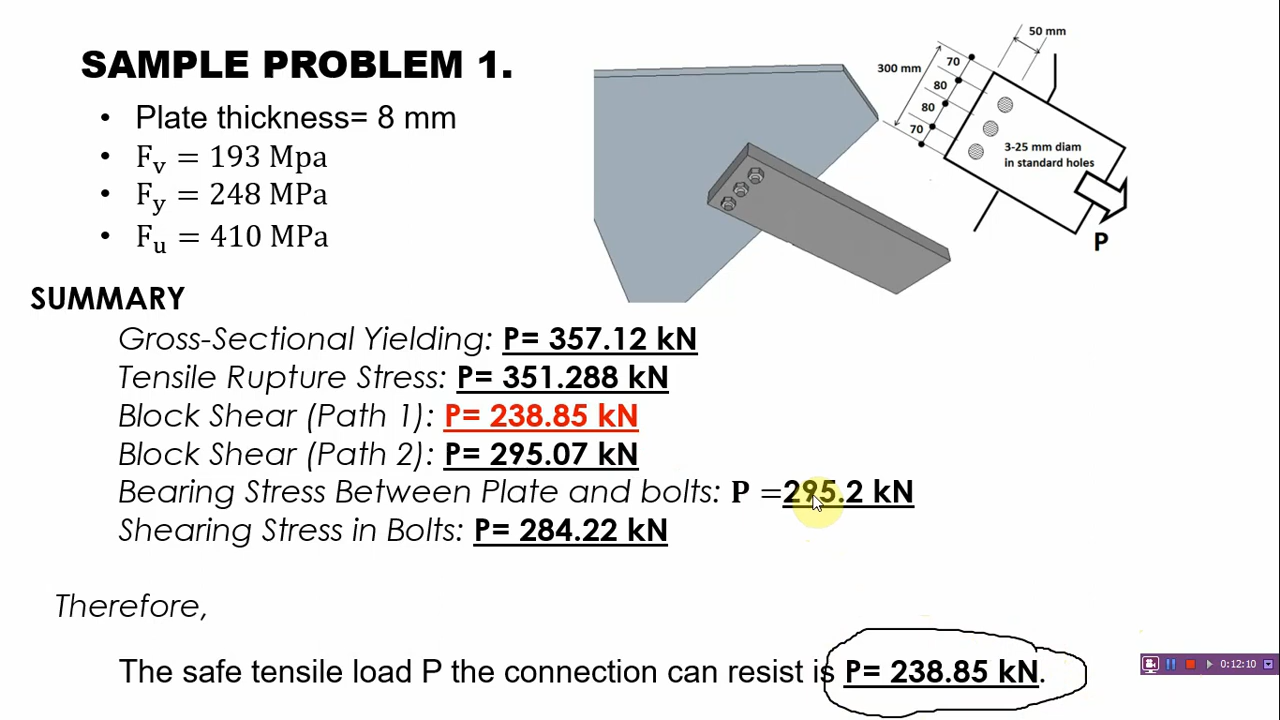 SAMPLE PROBLEM 1.
• Plate thickness= 8 mm
• Fv = 193 Mpa
• Fy = 248 MPa
• Fu = 410 MPa
50 mm
300 mm
70
80
80
70
3-25 mm diam
in standard holes
P
SUMMARY
Gross-Sectional Yielding: P= 357.12 kN
Tensile Rupture Stress: P= 351.288 kN
Block Shear (Path 1): P= 238.85 kN
Block Shear (Path 2): P= 295.07 kN
Bearing Stress Between Plate and bolts: P =295.2 kN
Shearing Stress in Bolts: P= 284.22 kN
Therefore,
The safe tensile load P the connection can resist is P= 238.85 kN.
0:12:10